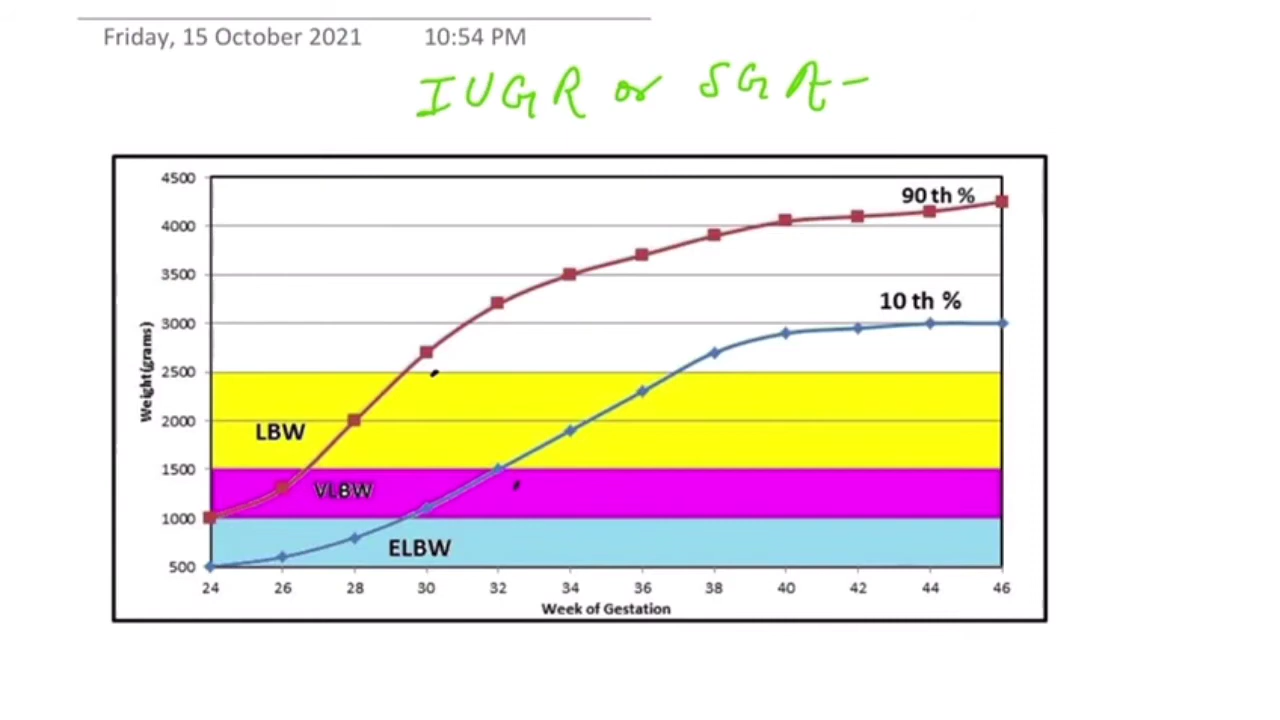 Friday, 15 October 2021 10:54 PM
IUGR or SGA-
4500
90 th %
4000
3500
10 th %
3000
2500
LBW
2000
1500
VLBW
1000
ELBW
500
Weight(grams)
24 26 28 30 32 34 36 38 40 42 44 46
Week of Gestation